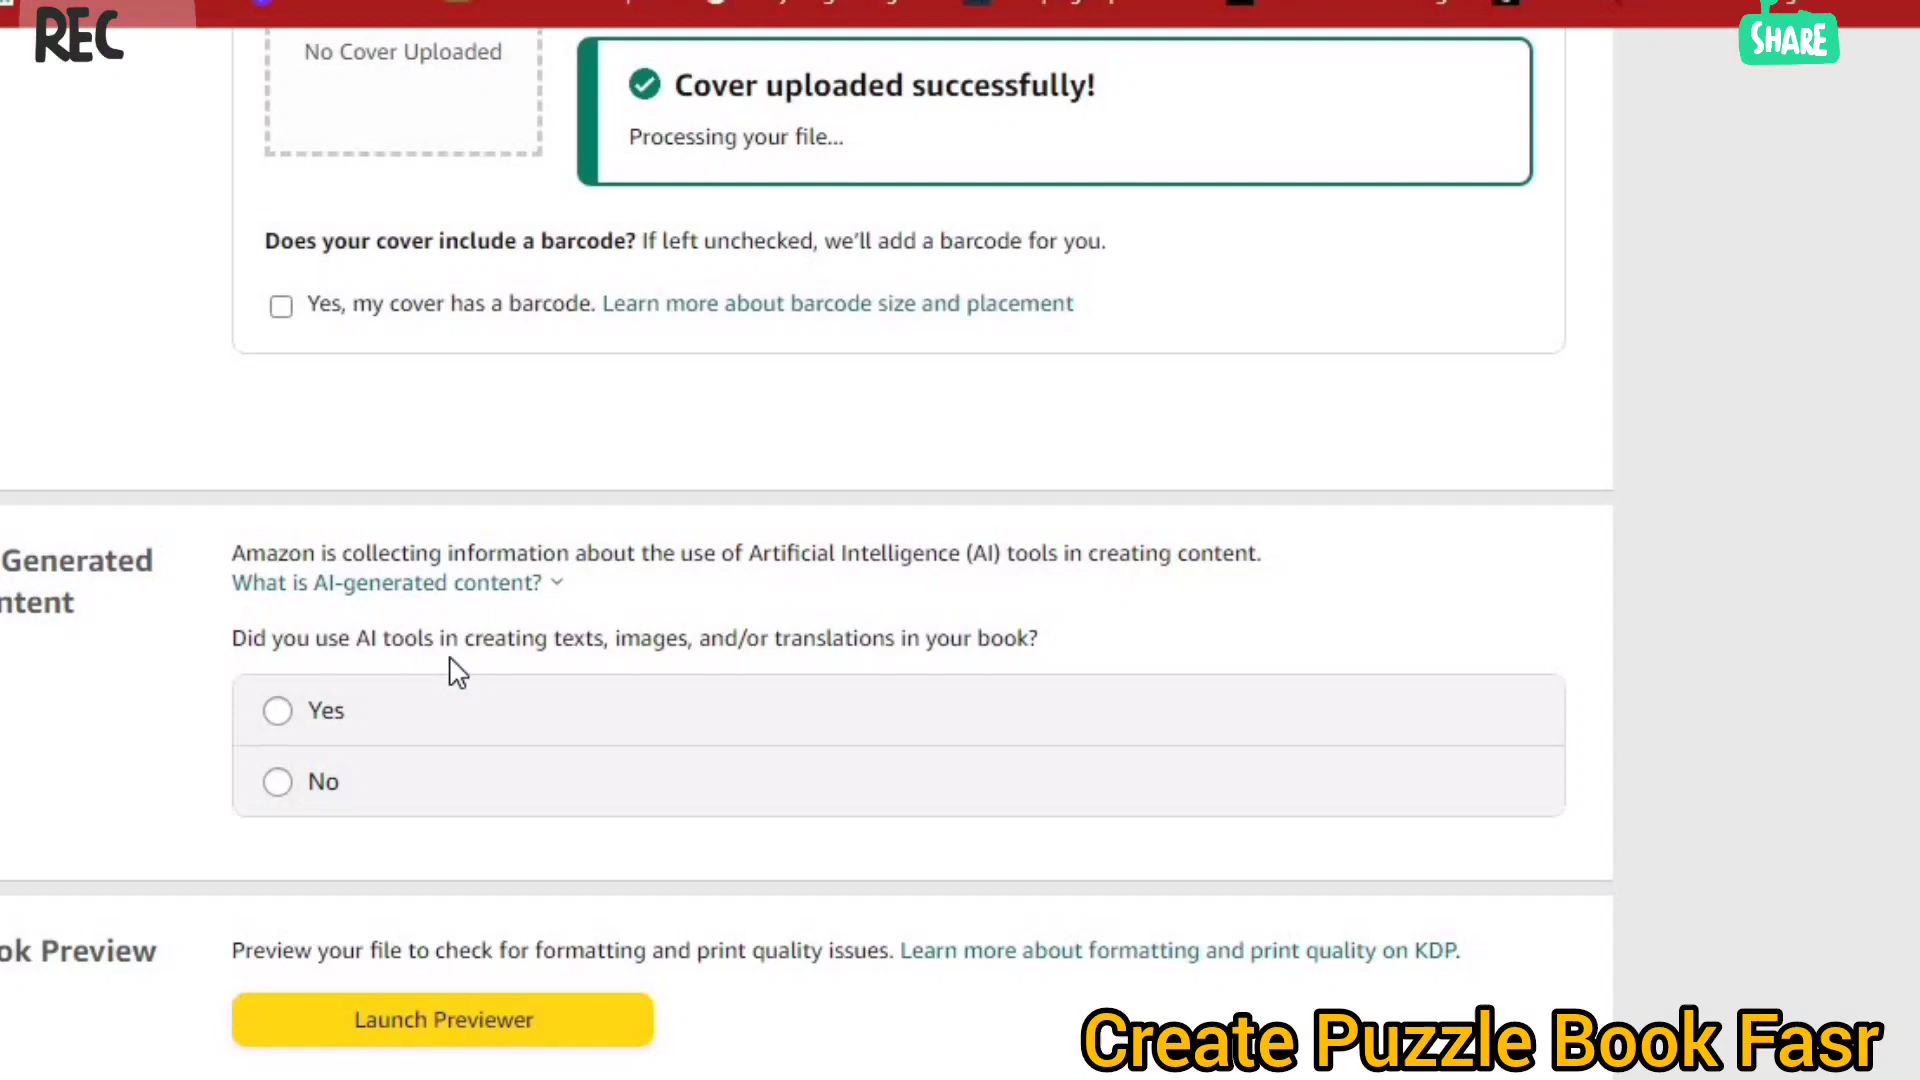 REC
SHARE
No Cover Uploaded
Cover uploaded successfully!
Processing your file...
Does your cover include a barcode? If left unchecked, we'll add a barcode for you.
Yes, my cover has a barcode. Learn more about barcode size and placement
Generated
ntent
Amazon is collecting information about the use of Artificial Intelligence (AI) tools in creating content.
What is AI-generated content?
Did you use AI tools in creating texts, images, and/or translations in your book?
Yes
No
ok Preview
Preview your file to check for formatting and print quality issues. Learn more about formatting and print quality on KDP.
Launch Previewer
Create Puzzle Book Fasr